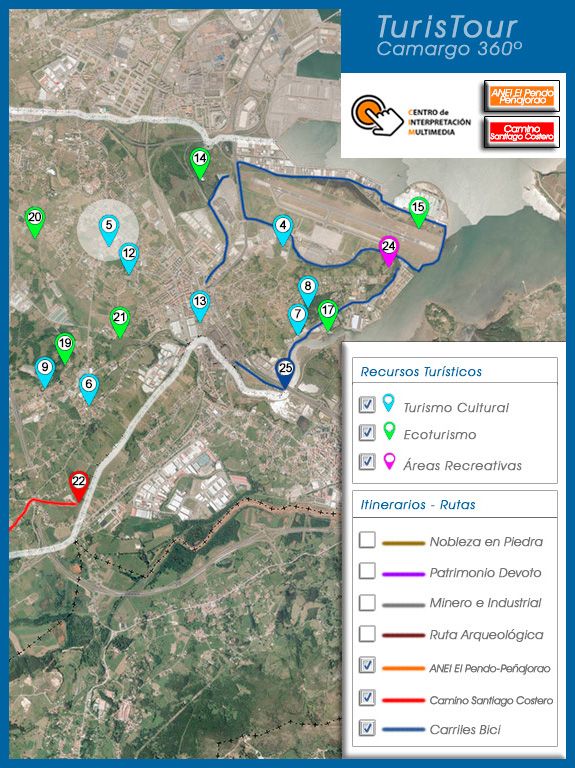 TurisTour
Camargo 360º
CENTRO de
INTERPRETACIÓN
MULTIMEDIA
ANEI El Pendo
Peñajorao
Camino
Santiago Costero
14
20
5
4
15
12
24
8
13
7
17
21
19
9
6
25
22
Recursos Turísticos
Turismo Cultural
Ecoturismo
Áreas Recreativas
Itinerarios - Rutas
Nobleza en Piedra
Patrimonio Devoto
Minero e Industrial
Ruta Arqueológica
ANEI El Pendo-Peñajorao
Camino Santiago Costero
Carriles Bici